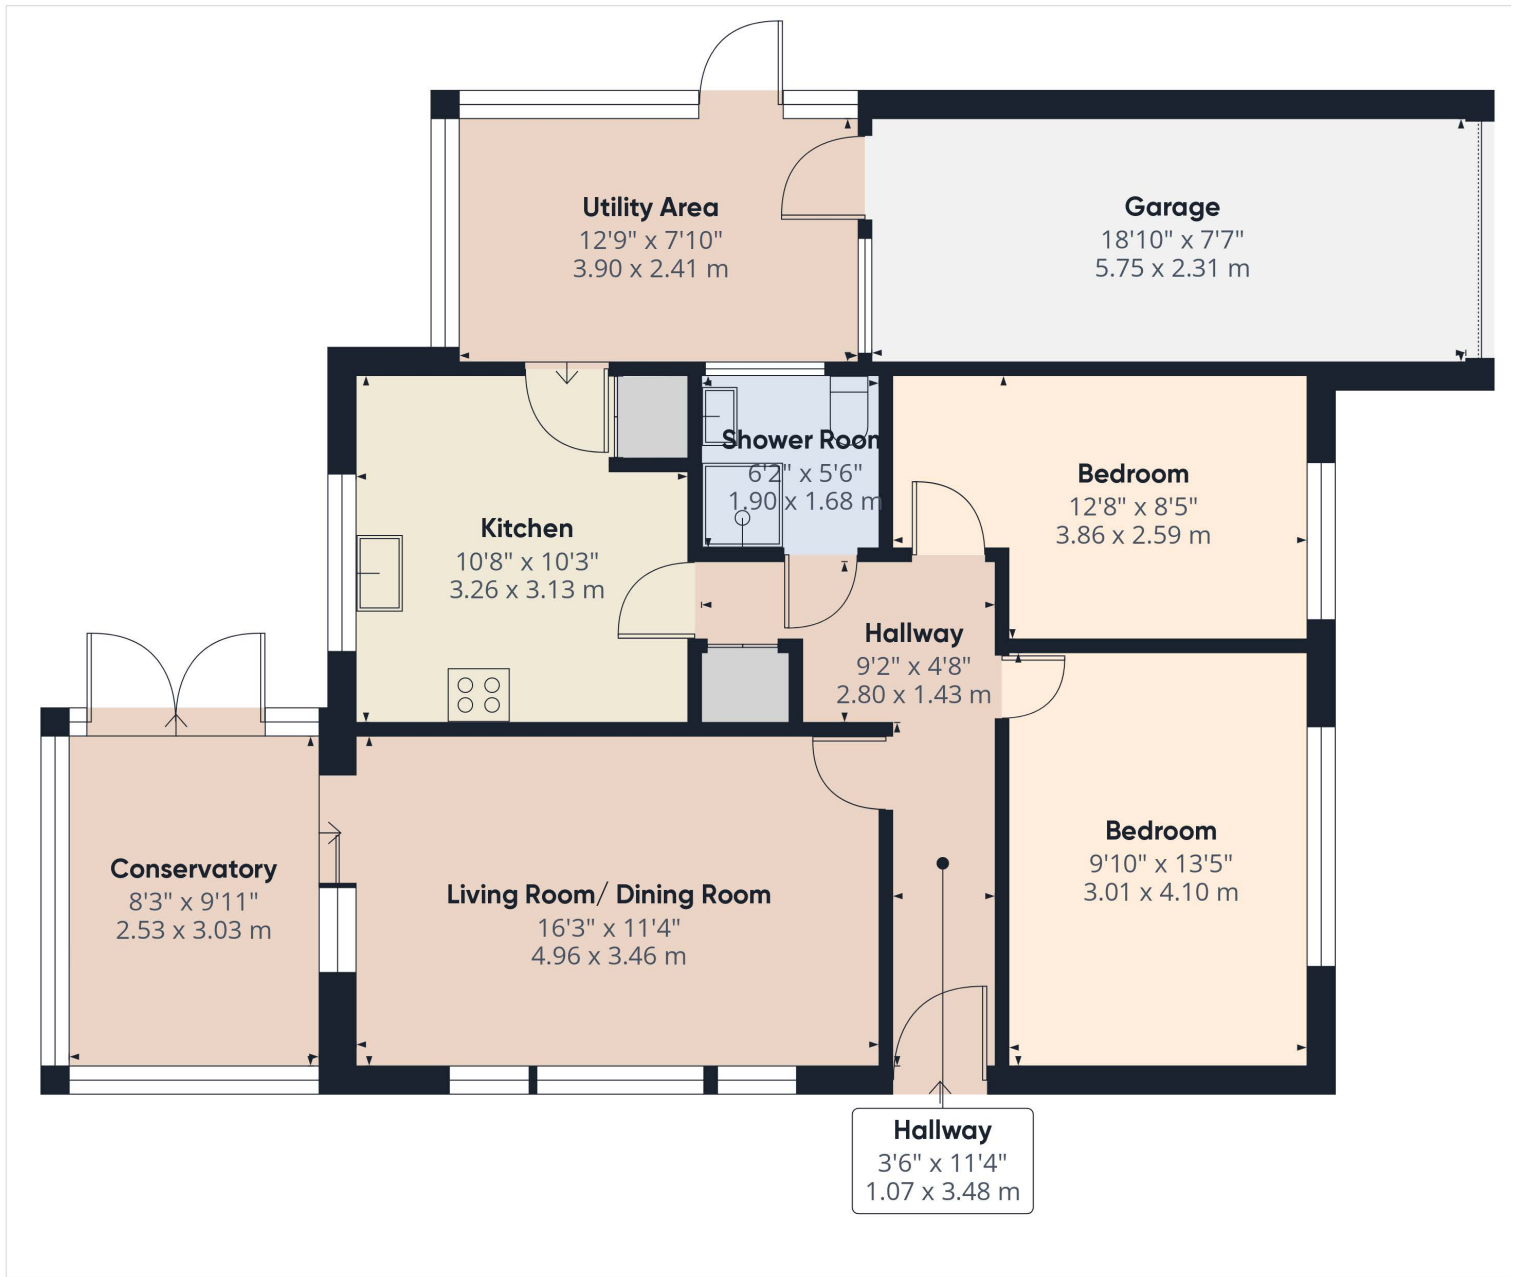 Utility Area
12'9" x 7'10"
3.90 x 2.41 m
Garage
18'10" x 7'7"
5.75 x 2.31 m
Shower Room
6'2" x 5'6"
1.90 x 1.68 m
Bedroom
12'8" x 8'5"
3.86 x 2.59 m
Kitchen
10'8" x 10'3"
3.26 x 3.13 m
Hallway
9'2" x 4'8"
2.80 x 1.43 m
Conservatory
8'3" x 9'11"
2.53 x 3.03 m
Living Room/ Dining Room
16'3" x 11'4"
4.96 x 3.46 m
Bedroom
9'10" x 13'5"
3.01 x 4.10 m
Hallway
3'6" x 11'4"
1.07 x 3.48 m